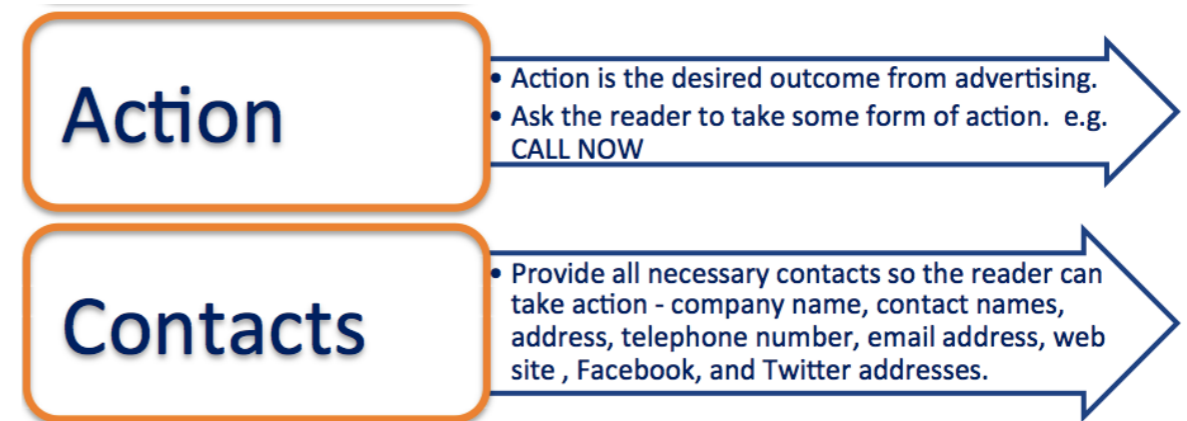 Action
• Action is the desired outcome from advertising.
• Ask the reader to take some form of action.  e.g.
CALL NOW
Contacts
• Provide all necessary contacts so the reader can
take action - company name, contact names,
address, telephone number, email address, web
site , Facebook, and Twitter addresses.